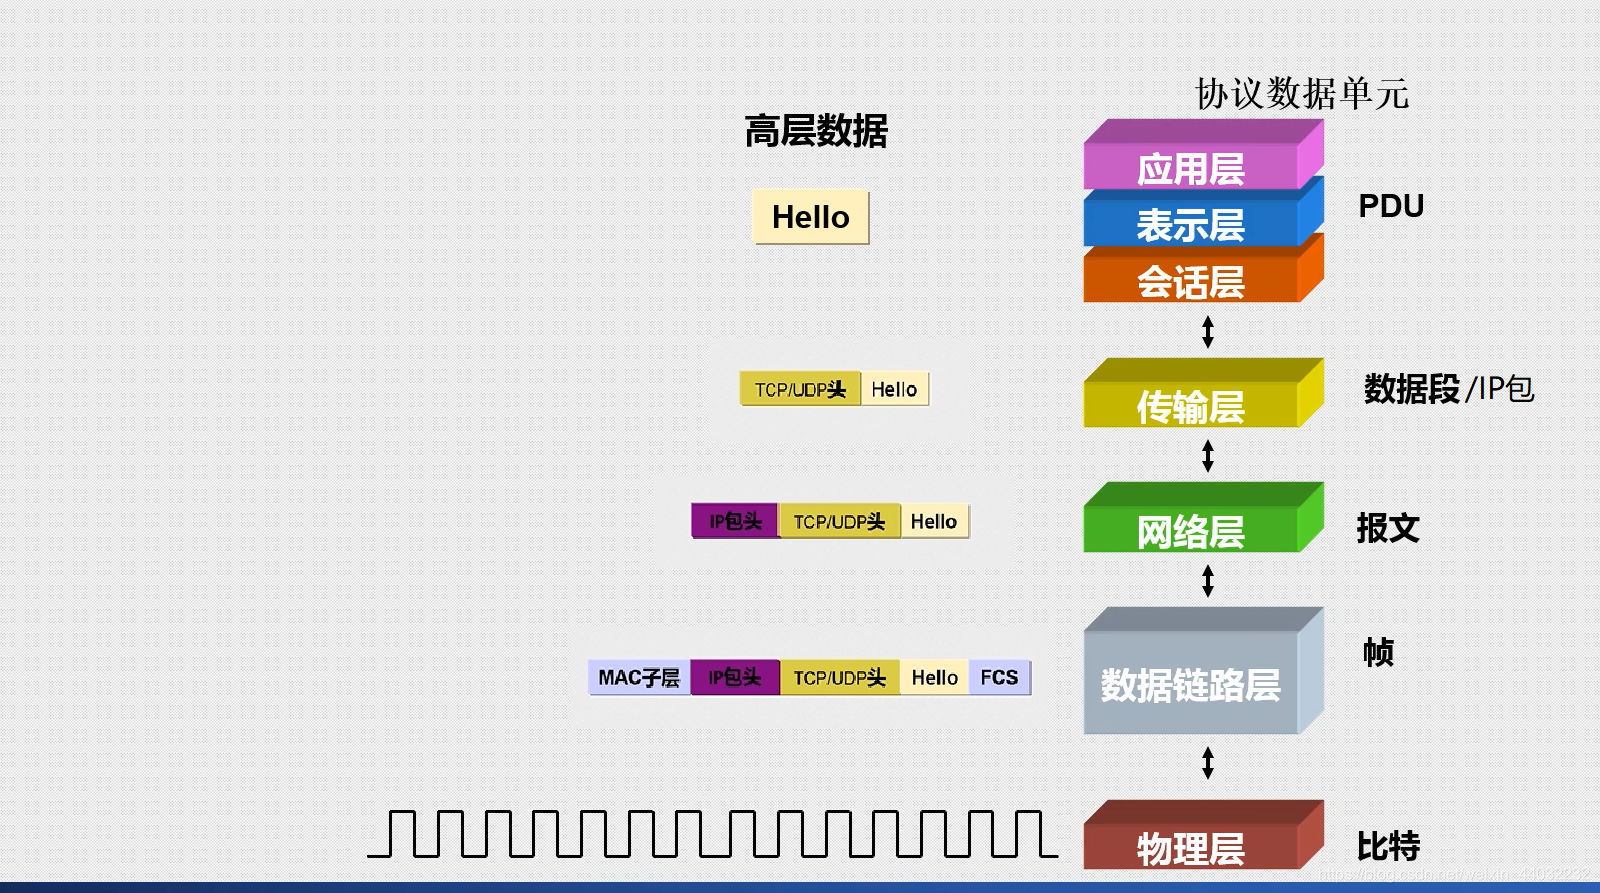 协议数据单元
高层数据
应用层
Hello
表示层
PDU
会话层
TCP/UDP头 Hello
传输层
数据段/IP包
IP包头 TCP/UDP头 Hello
网络层
报文
MAC子层 IP包头 TCP/UDP头 Hello FCS
数据链路层
帧
物理层
比特
https://blog.csdn.net/weixin_44032232